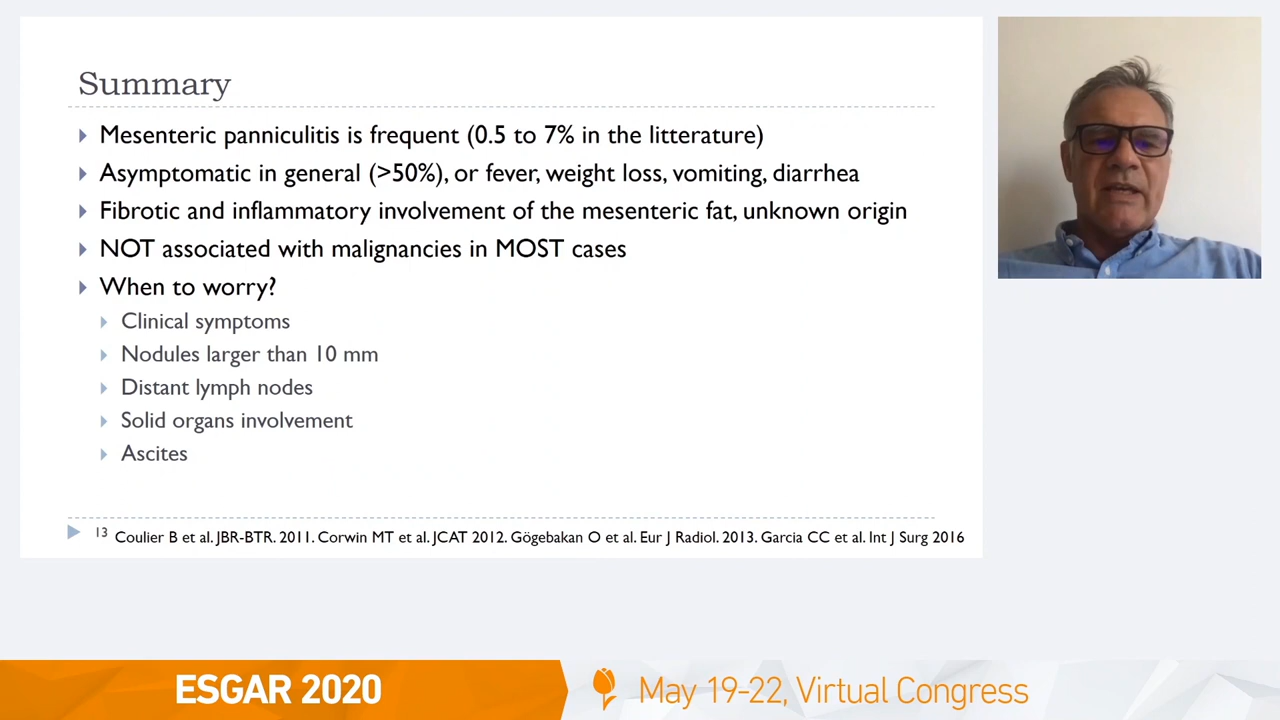 Summary
Mesenteric panniculitis is frequent (0.5 to 7% in the litterature)
Asymptomatic in general (>50%), or fever, weight loss, vomiting, diarrhea
Fibrotic and inflammatory involvement of the mesenteric fat, unknown origin
NOT associated with malignancies in MOST cases
When to worry?
Clinical symptoms
Nodules larger than 10 mm
Distant lymph nodes
Solid organs involvement
Ascites
13 Coulier B et al. JBR-BTR. 2011. Corwin MT et al. JCAT 2012. Gögebakan O et al. Eur J Radiol. 2013. Garcia CC et al. Int J Surg 2016
ESGAR 2020
May 19-22, Virtual Congress